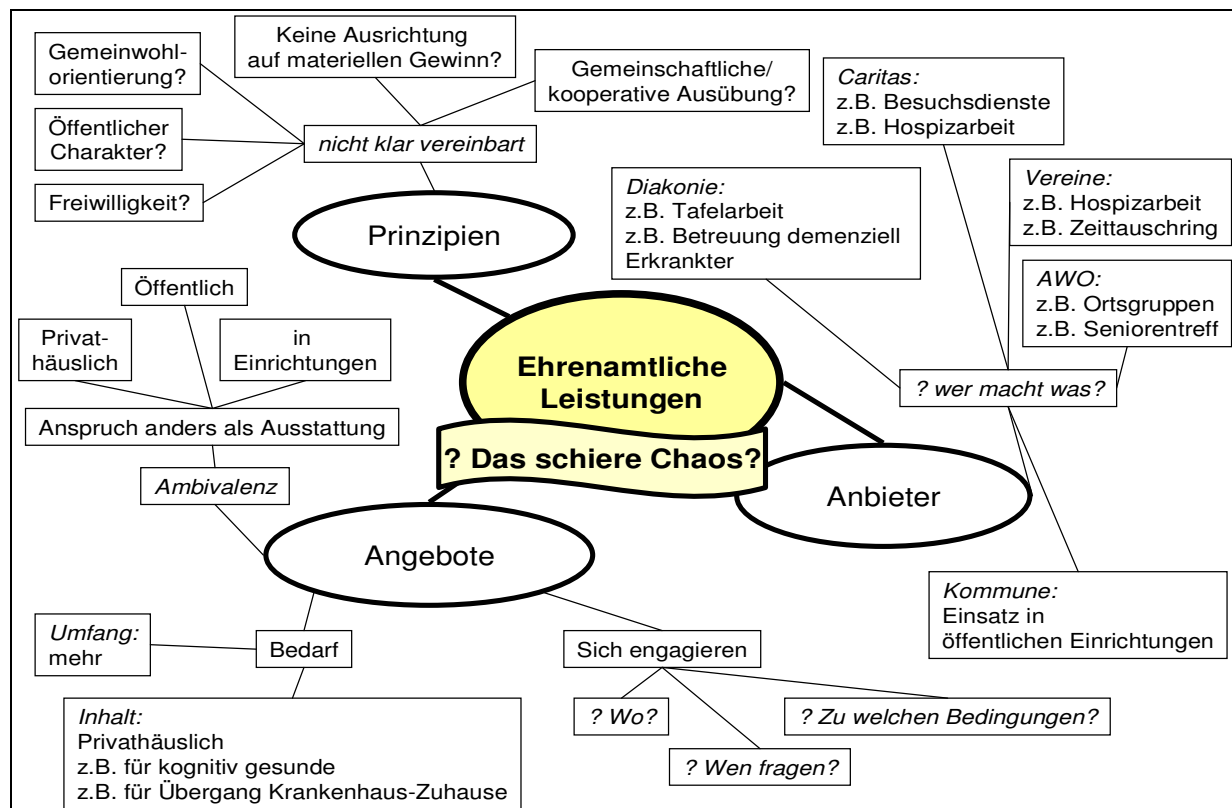 Gemeinwohl-
orientierung?
Keine Ausrichtung
auf materiellen Gewinn?
Gemeinschaftliche/
kooperative Ausübung?
Öffentlicher
Charakter?
Freiwilligkeit?
nicht klar vereinbart
Prinzipien
Caritas:
z.B. Besuchsdienste
z.B. Hospizarbeit
Diakonie:
z.B. Tafelarbeit
z.B. Betreuung demenziell
Erkrankter
Vereine:
z.B. Hospizarbeit
z.B. Zeittauschring
AWO:
z.B. Ortsgruppen
z.B. Seniorentreff
? wer macht was?
Öffentlich
Privat-
häuslich
in
Einrichtungen
Anspruch anders als Ausstattung
Ambivalenz
Ehrenamtliche
Leistungen
? Das schiere Chaos?
Anbieter
Angebote
Kommune:
Einsatz in
öffentlichen Einrichtungen
Umfang:
mehr
Bedarf
Sich engagieren
Inhalt:
Privathäuslich
z.B. für kognitiv gesunde
z.B. für Übergang Krankenhaus-Zuhause
? Wo?
? Wen fragen?
? Zu welchen Bedingungen?